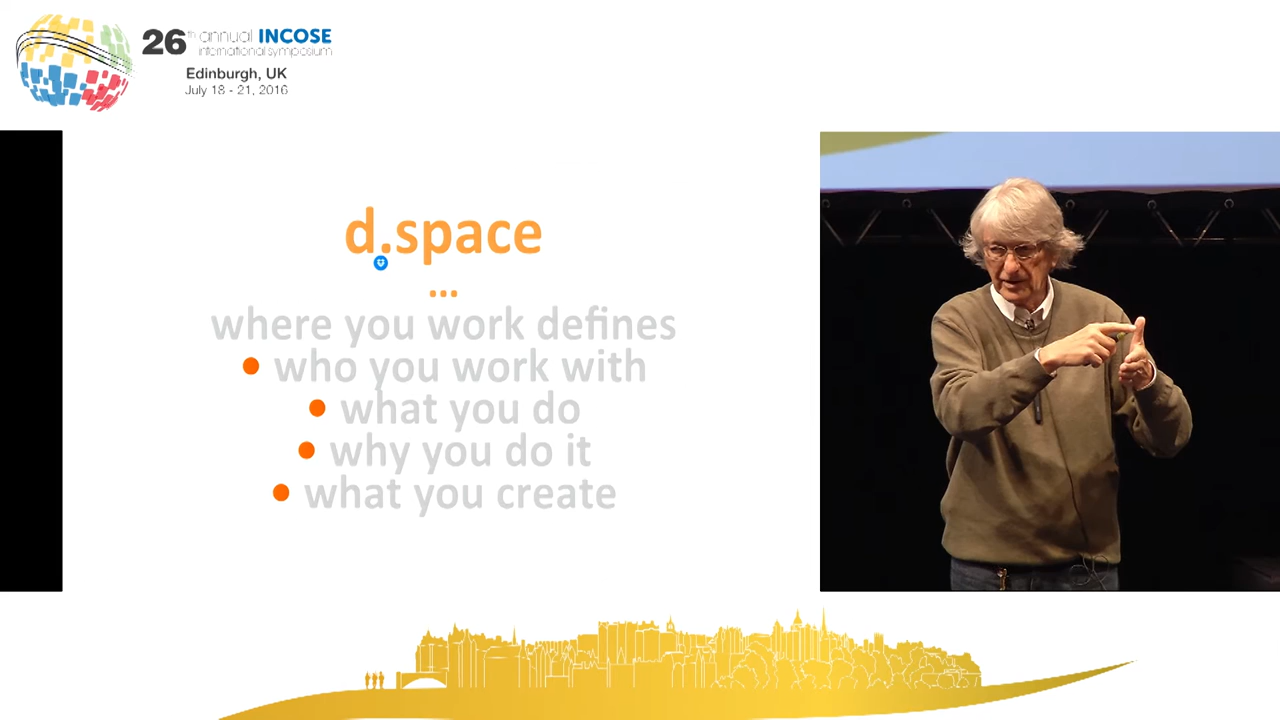 26th annual INCOSE
international symposium
Edinburgh, UK
July 18 - 21, 2016
d.space
...
where you work defines
• who you work with
• what you do
• why you do it
• what you create